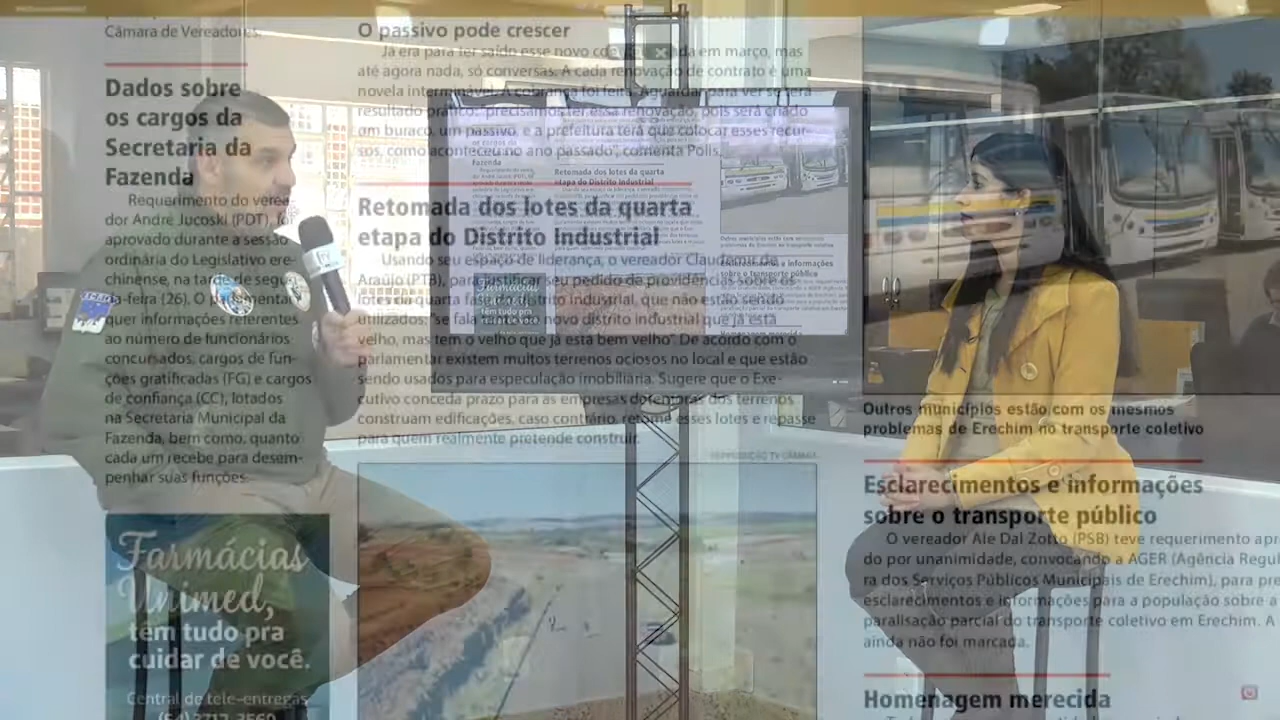 Câmara de Vereadores.
Dados sobre
os cargos da
Secretaria da
Fazenda
Requerimento do verea-
dor André Jucoski (PDT), foi
aprovado durante a sessão
ordinária do Legislativo ere-
chinense, na tarde de segun-
da-feira (26). O parlamentar
quer informações referentes
ao número de funcionários
concursados, cargos de fun-
ções gratificadas (FG) e cargos
de confiança (CC), lotados
na Secretaria Municipal da
Fazenda, bem como, quanto
cada um recebe para desem-
penhar suas funções.
Farmácias
Unimed,
têm tudo pra
cuidar de você.
Central de tele-entregas
O passivo pode crescer
Já era para ter saído esse novo em março, mas
até agora nada, só conversas. A cada renovação de contrato é uma
novela interminável. A cobrança foi feita. Aguardar para ver se terá
resultado prático. precisamos ter essa renovação, pois será criado
um buraco, um passivo, e a prefeitura terá que colocar esses recur-
sos, como aconteceu no ano passado", comenta Polis.
Retomada dos lotes da quarta
etapa do Distrito Industrial
Usando seu espaço de liderança, o vereador Claudemir de
Araújo (PTB), para justificar seu pedido de providências sobre os
lotes da quarta fase do distrito industrial, que não estão sendo
utilizados: "se fala novo distrito industrial que já está
velho, mas tem o velho que já está bem velho". De acordo com o
parlamentar existem muitos terrenos ociosos no local e que estão
sendo usados para especulação imobiliária. Sugere que o Exe-
cutivo conceda prazo para as empresas detentoras dos terrenos
construam edificações, caso contrário, retome esses lotes e repasse
para quem realmente pretende construir.
REPRODUÇÃO TV CÂMARA
Outros municípios estão com os mesmos
problemas de Erechim no transporte coletivo
Esclarecimentos e informações
sobre o transporte público
O vereador Ale Dal Zotto (PSB) teve requerimento apr
do por unanimidade, convocando a AGER (Agência Regul
ra dos Serviços Públicos Municipais de Erechim), para pre
esclarecimentos e informações para a população sobre a
paralisação parcial do transporte coletivo em Erechim. A
ainda não foi marcada.
Homenagem merecida